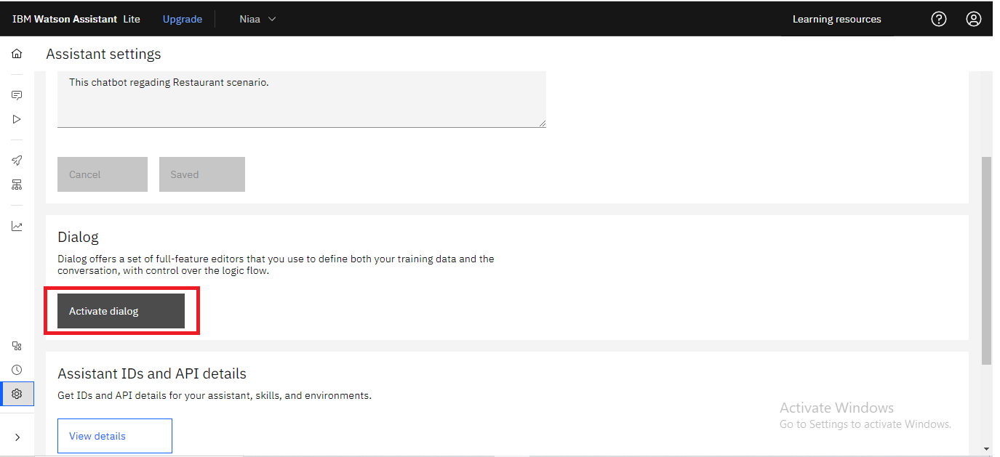 IBM Watson Assistant Lite Upgrade Niaa Learning resources
Assistant settings
This chatbot regading Restaurant scenario.
Cancel Saved
Dialog
Dialog offers a set of full-feature editors that you use to define both your training data and the
conversation, with control over the logic flow.
Activate dialog
Assistant IDs and API details
Get IDs and API details for your assistant, skills, and environments.
View details
Activate Windows
Go to Settings to activate Windows.